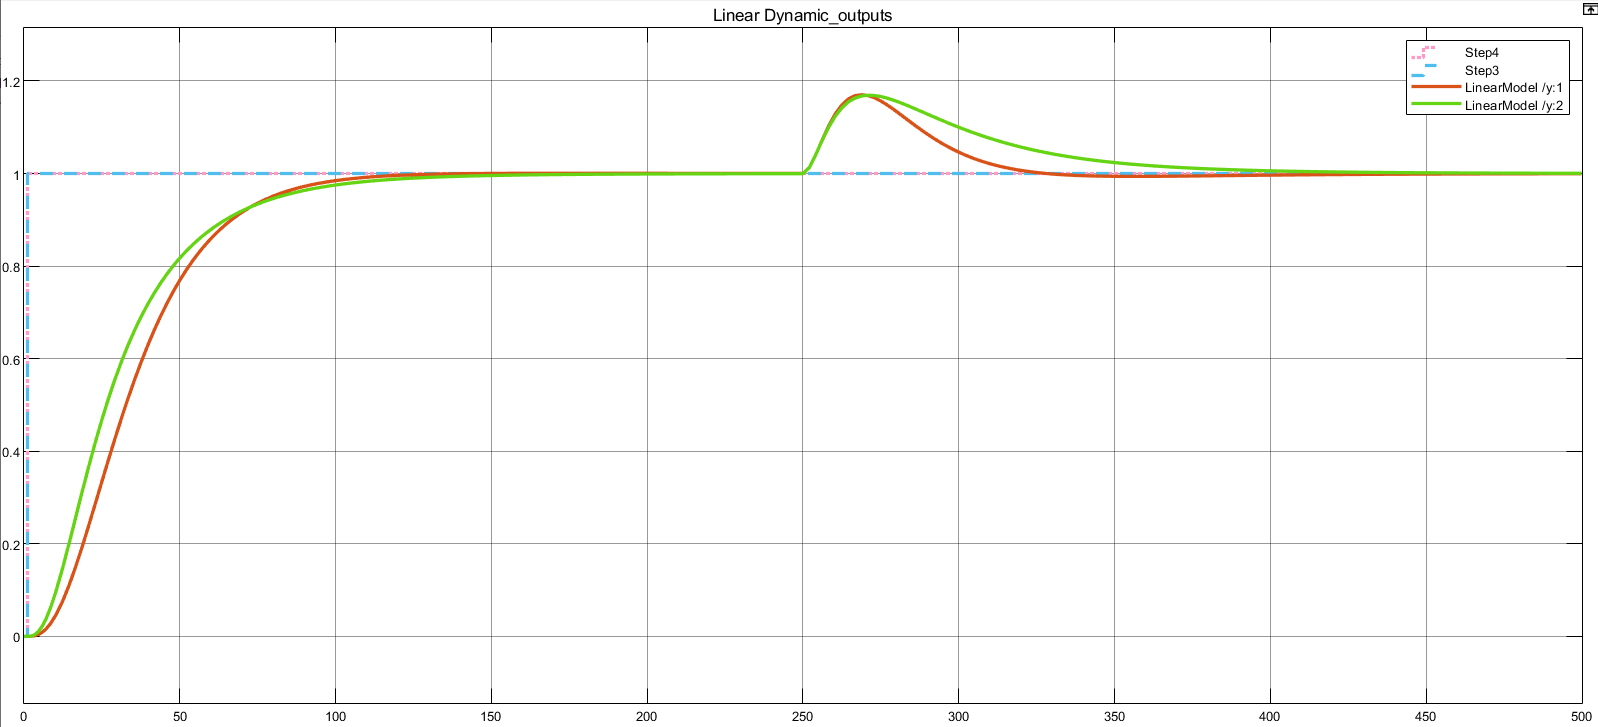 Linear Dynamic_outputs
Step4
Step3
LinearModel /y:1
LinearModel /y:2
1.2
1
0.8
0.6
0.4
0.2
0
0 50 100 150 200 250 300 350 400 450 500